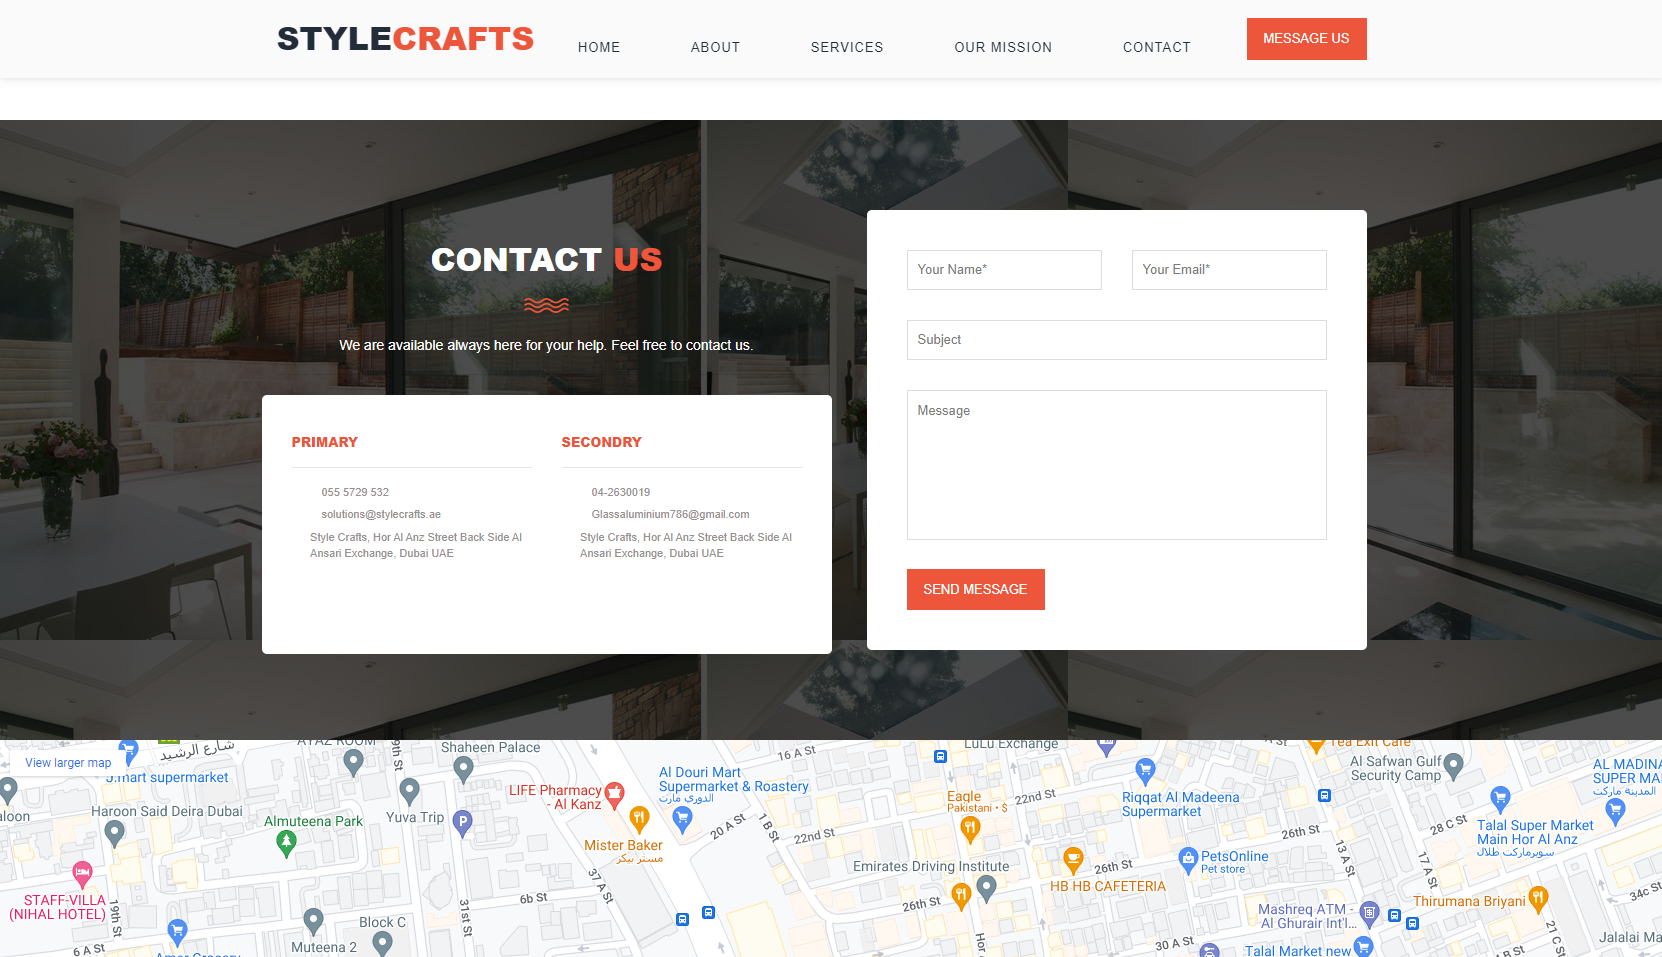 STYLECRAFTS
HOME
ABOUT
SERVICES
OUR MISSION
CONTACT
MESSAGE US
CONTACT US
We are available always here for your help. Feel free to contact us.
PRIMARY
055 5729 532
solutions@stylecrafts.ae
Style Crafts, Hor Al Anz Street Back Side Al
Ansari Exchange, Dubai UAE
SECONDRY
04-2630019
Glassaluminium786@gmail.com
Style Crafts, Hor Al Anz Street Back Side Al
Ansari Exchange, Dubai UAE
Your Name*
Your Email*
Subject
Message
SEND MESSAGE
View larger map
شارع الرشيد
AYAZ ROOM
19th St
Shaheen Palace
J.mart supermarket
Haroon Said Deira Dubai
Almuteena Park
Yuva Trip
P
LIFE Pharmacy
- Al Kanz
Al Douri Mart
Supermarket & Roastery
الدوري مارت
Mister Baker
مستر بيكر
16 A St
20 A St
1 B St
22nd St
LuLu Exchange
Eagle
Pakistani • $
22nd St
Riqqat Al Madeena
Supermarket
Tea Exit Cafe
Al Safwan Gulf
Security Camp
AL MADINA
SUPER MA
المدينة ماركت
Talal Super Market
Main Hor Al Anz
سوبرماركت طلال
28 C St
26th St
13 A St
17 A St
Emirates Driving Institute
PetsOnline
Pet store
26th St
HB HB CAFETERIA
26th St
STAFF-VILLA
(NIHAL HOTEL)
19th St
6 A St
Block C
Muteena 2
31st St
6b St
37 A St
Hor
Mashreq ATM -
Al Ghurair Int'l...
30 A St
Talal Market new
Thirumana Briyani
34c St
21 C St
Jalalai Ma
Amor Grocery